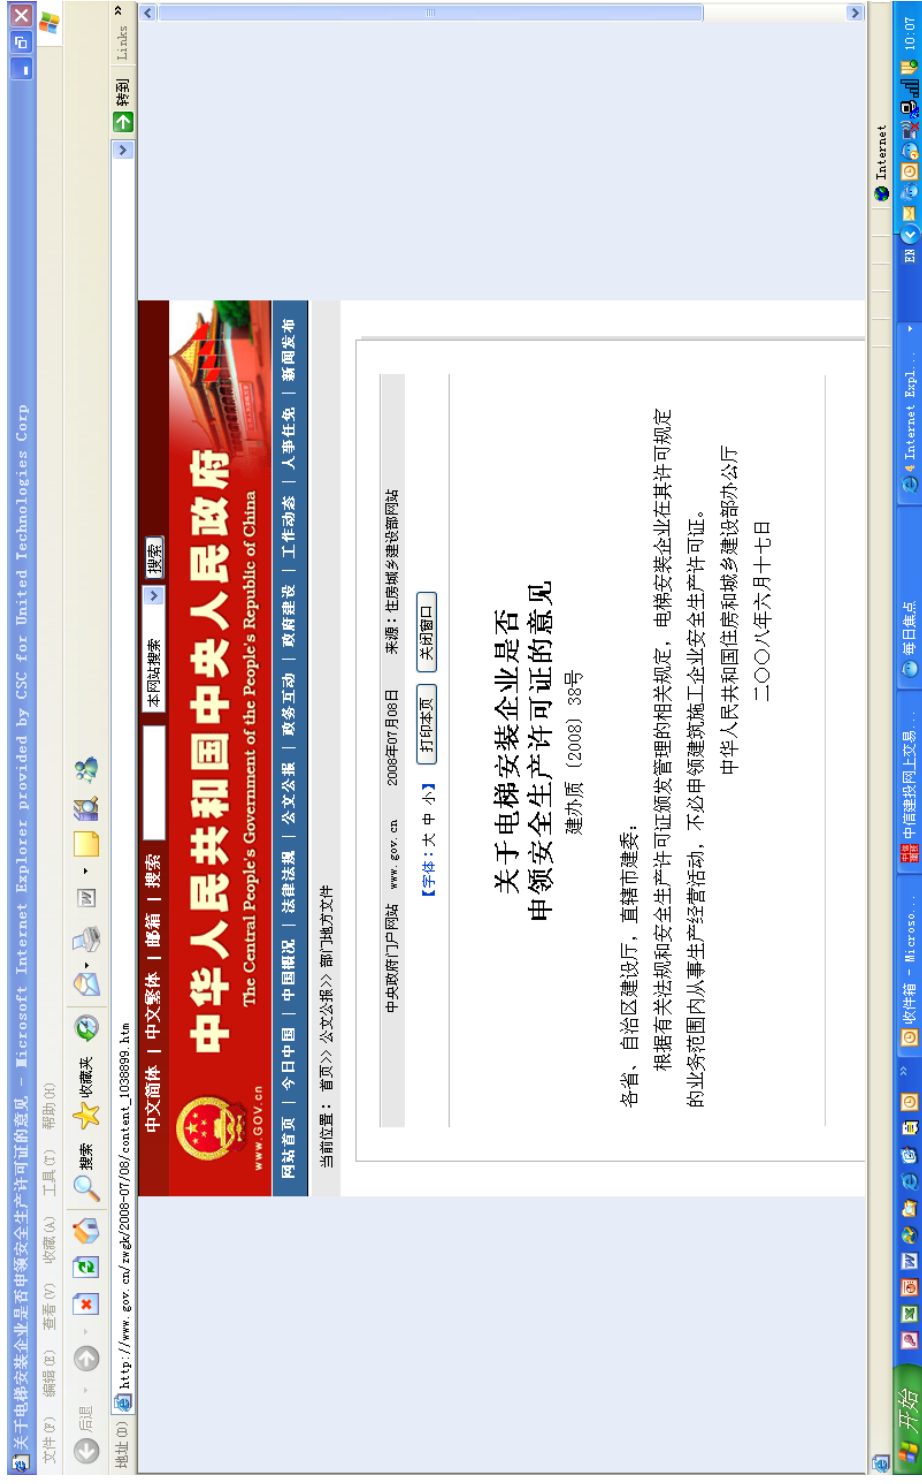 关于电梯安装企业是否申领安全生产许可证的意见 - Microsoft Internet Explorer provided by CSC for United Technologies Corp
文件(F) 编辑(E) 查看(V) 收藏(A) 工具(T) 帮助(H)
后退 搜索 收藏夹
地址(D) http://www.gov.cn/zwgk/2008-07/08/content_1038899.htm 转到 Links »
中文简体 | 中文繁体 | 邮箱 | 搜索 本网站搜索 搜索
中华人民共和国中央人民政府
www.GOV.cn The Central People's Government of the People's Republic of China
网站首页 | 今日中国 | 中国概况 | 法律法规 | 公文公报 | 政务互动 | 政府建设 | 工作动态 | 人事任免 | 新闻发布
当前位置： 首页>> 公文公报>> 部门地方文件
中央政府门户网站 www.gov.cn 2008年07月08日 来源：住房城乡建设部网站
【字体：大 中 小】 打印本页 关闭窗口
关于电梯安装企业是否
申领安全生产许可证的意见
建办质〔2008〕38号
各省、自治区建设厅，直辖市建委：
根据有关法规和安全生产许可证颁发管理的相关规定，电梯安装企业在其许可规定
的业务范围内从事生产经营活动，不必申领建筑施工企业安全生产许可证。
中华人民共和国住房和城乡建设部办公厅
二〇〇八年六月十七日
Internet
开始 » 收件箱 - Microso... 中信建投网上交易... 每日焦点 4 Internet Expl... EN 10:07